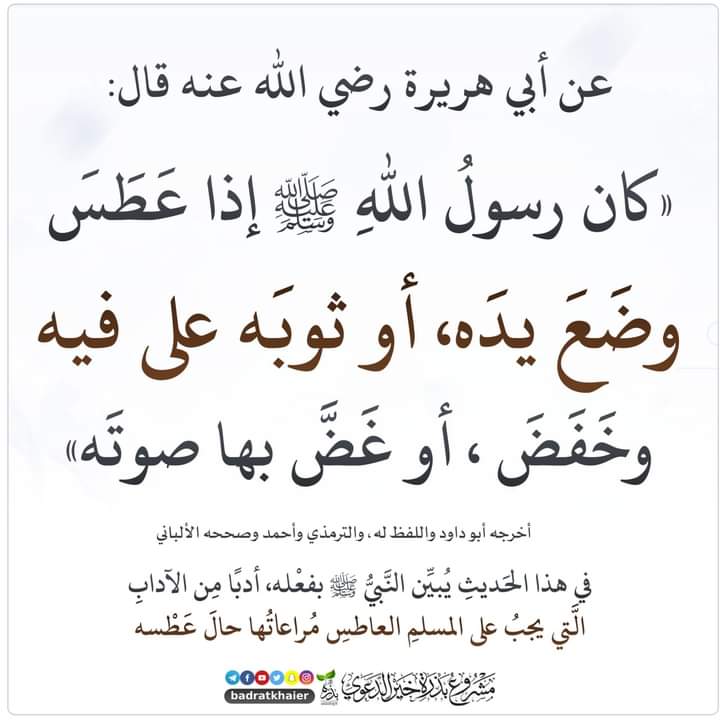 عن أبي هريرة رضي الله عنه قال:
«كان رسولُ اللهِ ﷺ إذا عَطَسَ
وضَعَ يدَه، أو ثوبَه على فيه
وخَفَضَ ، أو غَضَّ بها صوتَه»
أخرجه أبو داود واللفظ له، والترمذي وأحمد وصححه الألباني
في هذا الحَديثِ يُبيِّن النَّبيُّ ﷺ بفعْله، أدبًا مِن الآدابِ
الَّتي يجبُ على المسلمِ العاطسِ مُراعاتُها حالَ عَطْسه
مشروع بذرة خير الدعوي
بذرة
badratkhaier